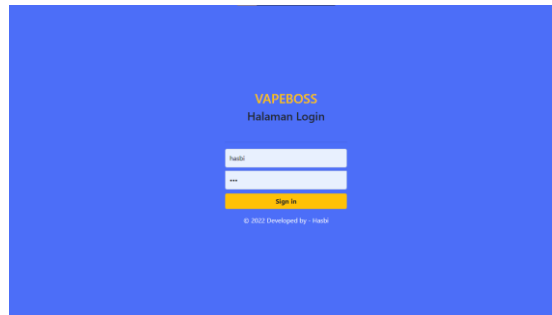 VAPEBOSS
Halaman Login
hasbi
•••
Sign in
© 2022 Developed by - Hasbi